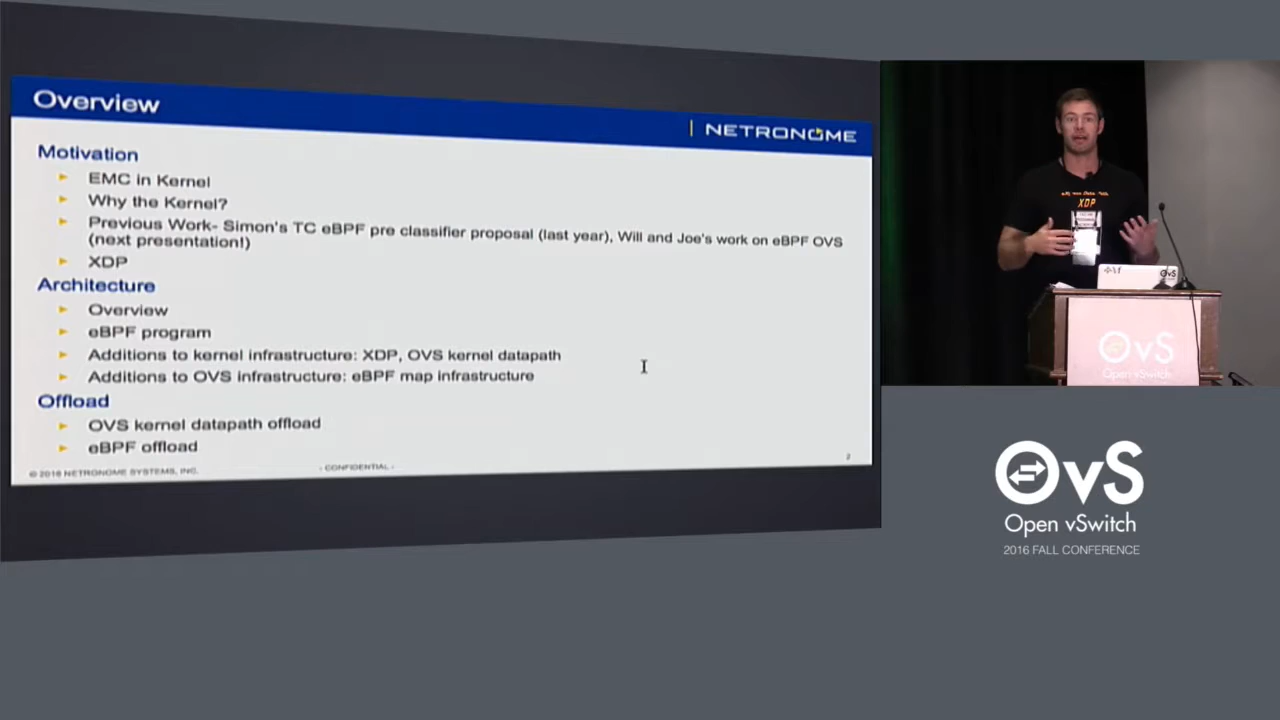 Overview
NETRONOME
Motivation
EMC in Kernel
Why the Kernel?
Previous Work- Simon's TC eBPF pre classifier proposal (last year), Will and Joe's work on eBPF OVS
(next presentation!)
XDP
Architecture
Overview
eBPF program
Additions to kernel infrastructure: XDP, OVS kernel datapath
Additions to OVS infrastructure: eBPF map infrastructure
Offload
OVS kernel datapath offload
eBPF offload
© 2016 NETRONOME SYSTEMS, INC.
- CONFIDENTIAL -
2
XDP
OvS
OvS
Open vSwitch
OvS
Open vSwitch
2016 FALL CONFERENCE